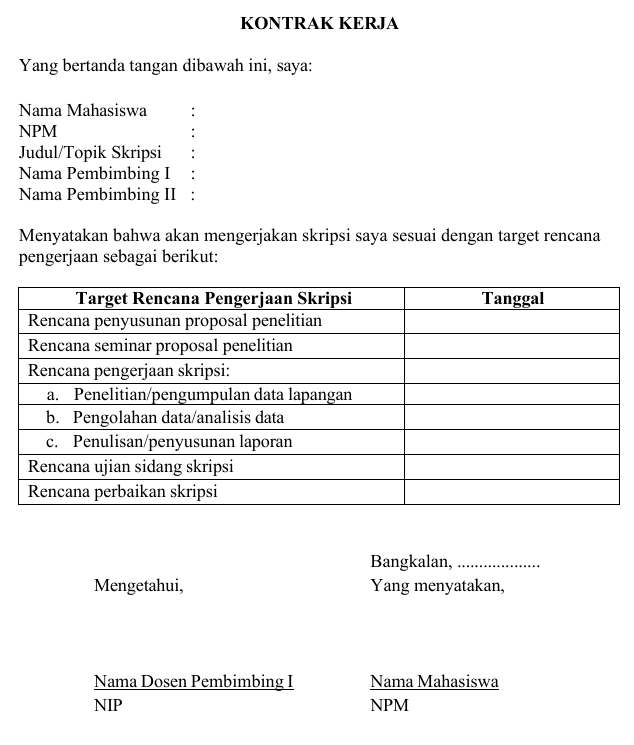 KONTRAK KERJA
Yang bertanda tangan dibawah ini, saya:
Nama Mahasiswa :
NPM :
Judul/Topik Skripsi :
Nama Pembimbing I :
Nama Pembimbing II :
Menyatakan bahwa akan mengerjakan skripsi saya sesuai dengan target rencana
pengerjaan sebagai berikut:
Target Rencana Pengerjaan Skripsi Tanggal
Rencana penyusunan proposal penelitian
Rencana seminar proposal penelitian
Rencana pengerjaan skripsi:
a. Penelitian/pengumpulan data lapangan
b. Pengolahan data/analisis data
c. Penulisan/penyusunan laporan
Rencana ujian sidang skripsi
Rencana perbaikan skripsi
Bangkalan, ...................
Mengetahui, Yang menyatakan,
Nama Dosen Pembimbing I Nama Mahasiswa
NIP NPM